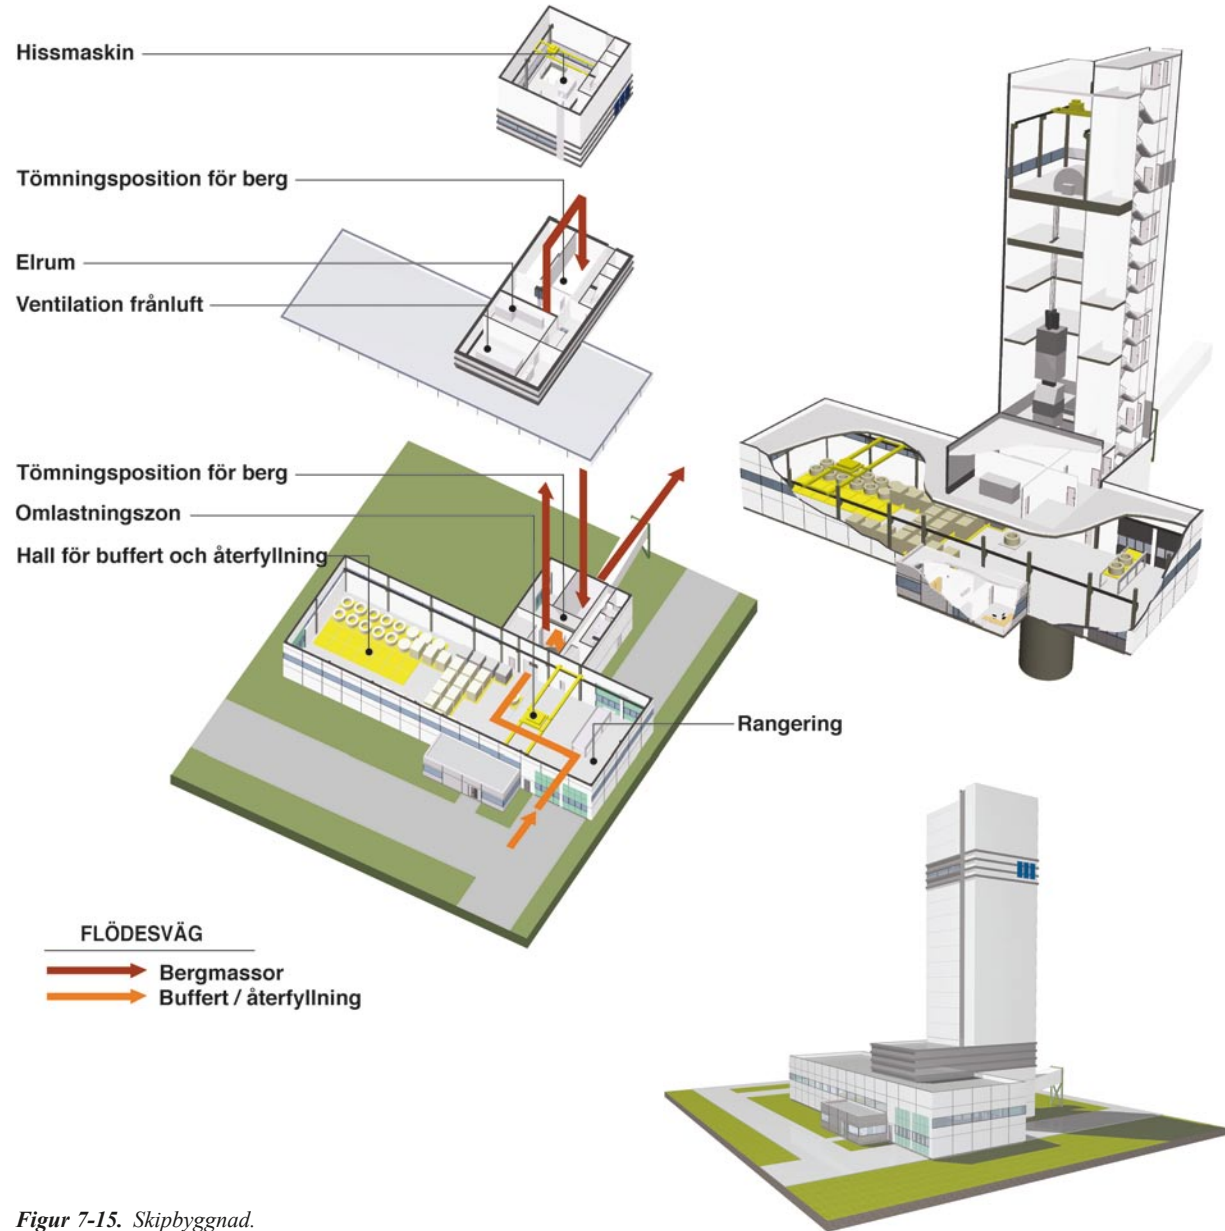 Hissmaskin
Tömningsposition för berg
Elrum
Ventilation frånluft
Tömningsposition för berg
Omlastningszon
Hall för buffert och återfyllning
Rangering
FLÖDESVÄG
Bergmassor
Buffert / återfyllning
Figur 7-15. Skipbyggnad.